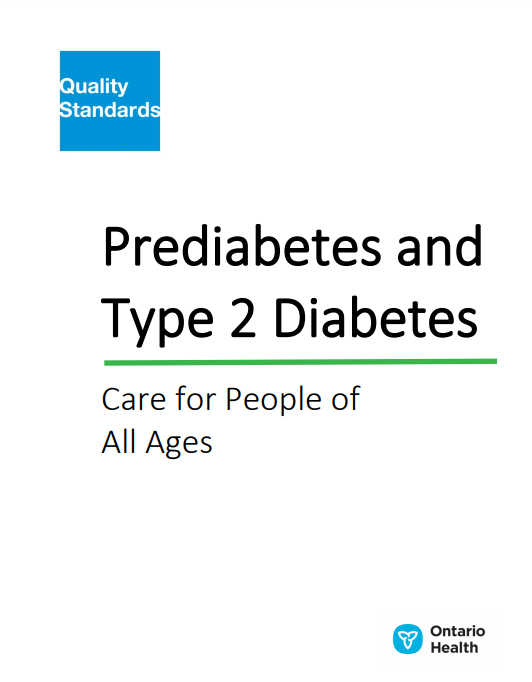 Quality
Standards
Prediabetes and
Type 2 Diabetes
Care for People of
All Ages
Ontario
Health